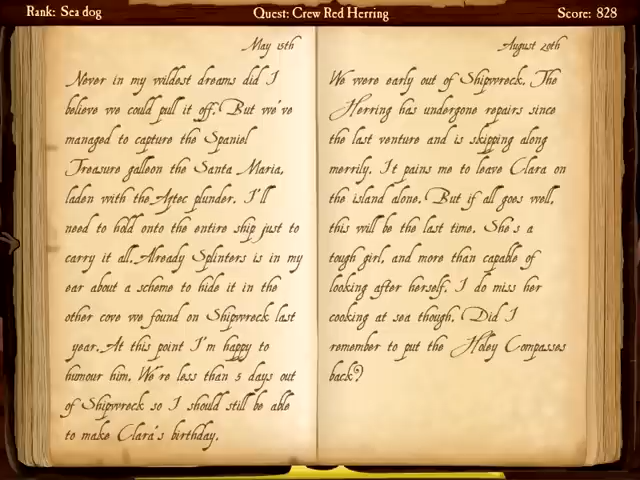 Rank: Sea dog
Quest: Crew Red Herring
Score: 828
May 15th
Never in my wildest dreams did I
believe we could pull it off. But we've
managed to capture the Spaniel
Treasure galleon the Santa Maria,
laden with the Aztec plunder. I'll
need to hold onto the entire ship just to
carry it all. Already Splinters is in my
ear about a scheme to hide it in the
other cove we found on Shipwreck last
year. At this point I'm happy to
humour him. We're less than 5 days out
of Shipwreck so I should still be able
to make Clara's birthday.
August 20th
We were early out of Shipwreck. The
Herring has undergone repairs since
the last venture and is skipping along
merrily. It pains me to leave Clara on
the island alone. But if all goes well,
this will be the last time. She's a
tough girl, and more than capable of
looking after herself. I do miss her
cooking at sea though. Did I
remember to put the Holey Compasses
back?